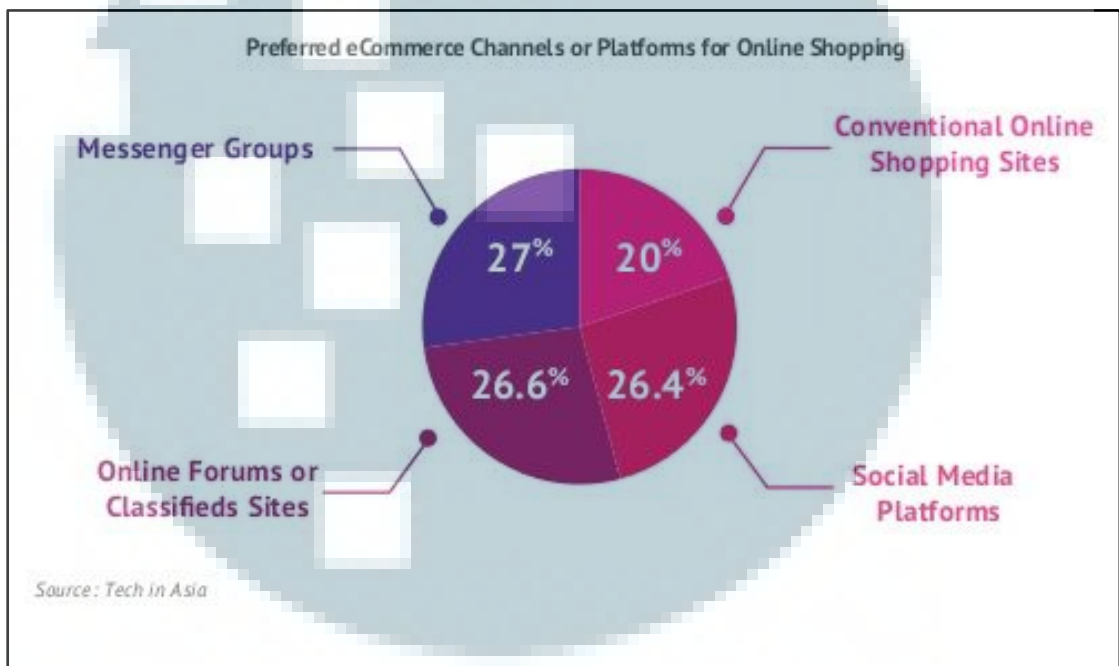 Preferred eCommerce Channels or Platforms for Online Shopping
Messenger Groups
Conventional Online
Shopping Sites
27%
20%
26.6%
26.4%
Online Forums or
Classifieds Sites
Social Media
Platforms
Source: Tech in Asia